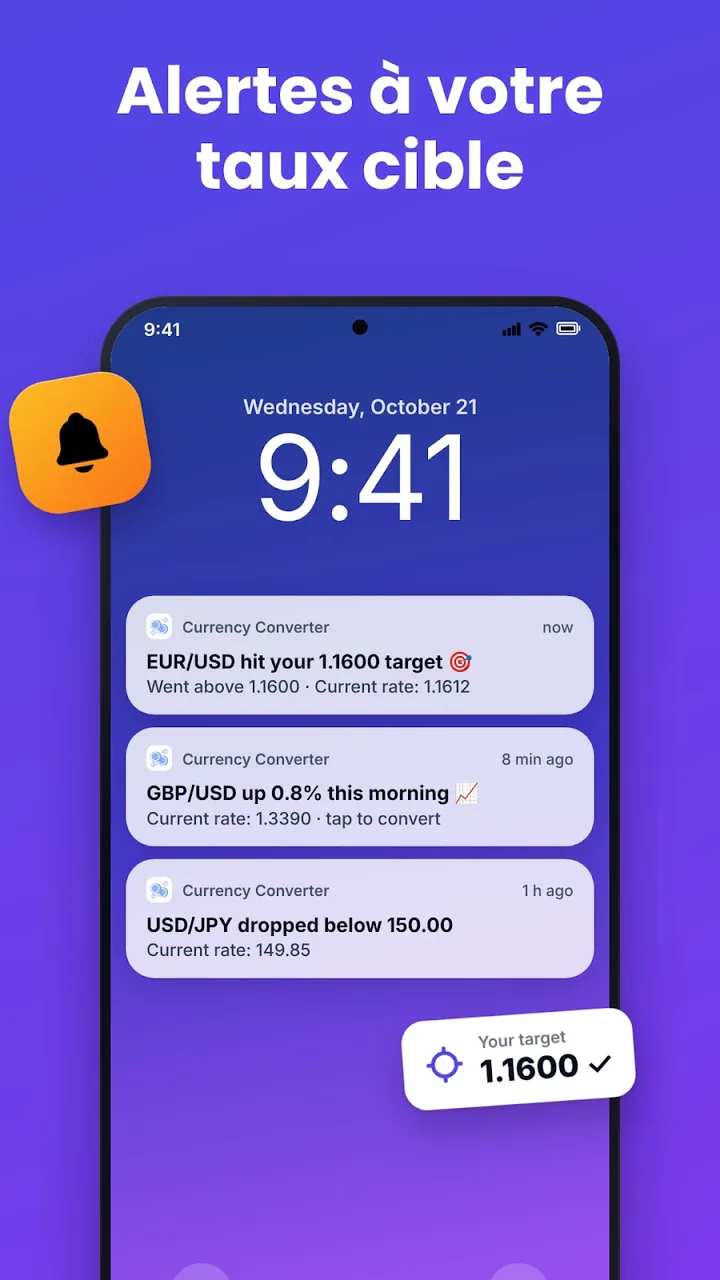 Alertes à votre
taux cible
9:41
Wednesday, October 21
9:41
Currency Converter now
EUR/USD hit your 1.1600 target 🎯
Went above 1.1600 · Current rate: 1.1612
Currency Converter 8 min ago
GBP/USD up 0.8% this morning 📈
Current rate: 1.3390 · tap to convert
Currency Converter 1 h ago
USD/JPY dropped below 150.00
Current rate: 149.85
Your target
1.1600 ✓